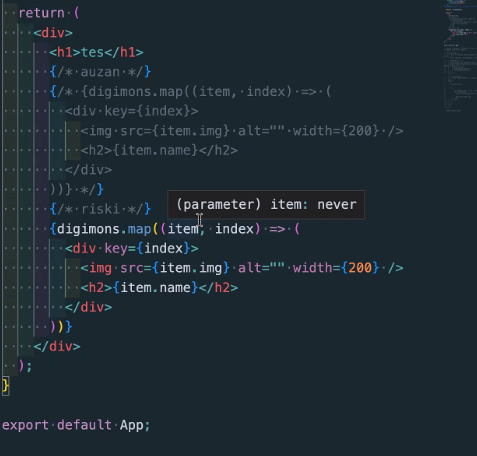 return (
<div>
<h1>tes</h1>
{/* auzan */}
{/* {digimons.map((item, index) => (
<div key={index}>
<img src={item.img} alt="" width={200} />
<h2>{item.name}</h2>
</div>
))} */}
{/* riski */}
(parameter) item: never
{digimons.map((item, index) => (
<div key={index}>
<img src={item.img} alt="" width={200} />
<h2>{item.name}</h2>
</div>
))}
</div>
);
}
export default App;